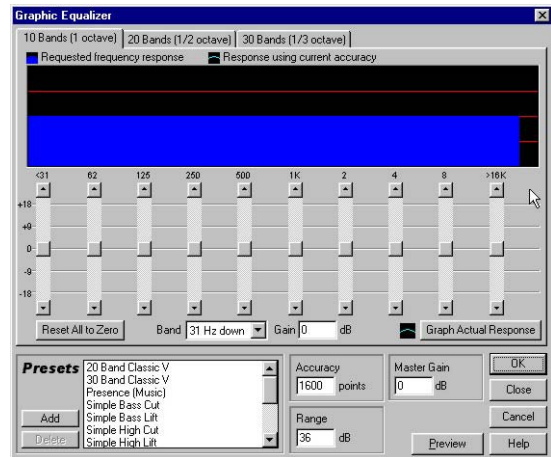 Graphic Equalizer
10 Bands (1 octave) 20 Bands (1/2 octave) 30 Bands (1/3 octave)
Requested frequency response Response using current accuracy
<31 62 125 250 500 1K 2 4 8 >16K
+18
+9
0
-9
-18
Reset All to Zero Band 31 Hz down Gain 0 dB Graph Actual Response
Presets
20 Band Classic V
30 Band Classic V
Presence (Music)
Simple Bass Cut
Simple Bass Lift
Simple High Cut
Simple High Lift
Add
Delete
Accuracy
1600 points
Range
36 dB
Master Gain
0 dB
Preview
OK
Close
Cancel
Help